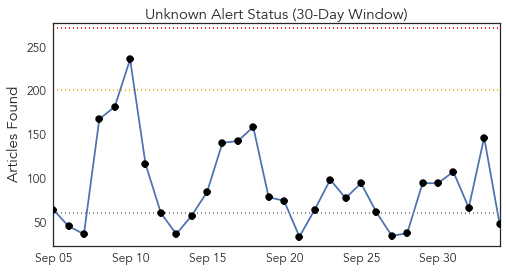 Unknown Alert Status (30-Day Window)
Articles Found
250
200
150
100
50
Sep 05 Sep 10 Sep 15 Sep 20 Sep 25 Sep 30